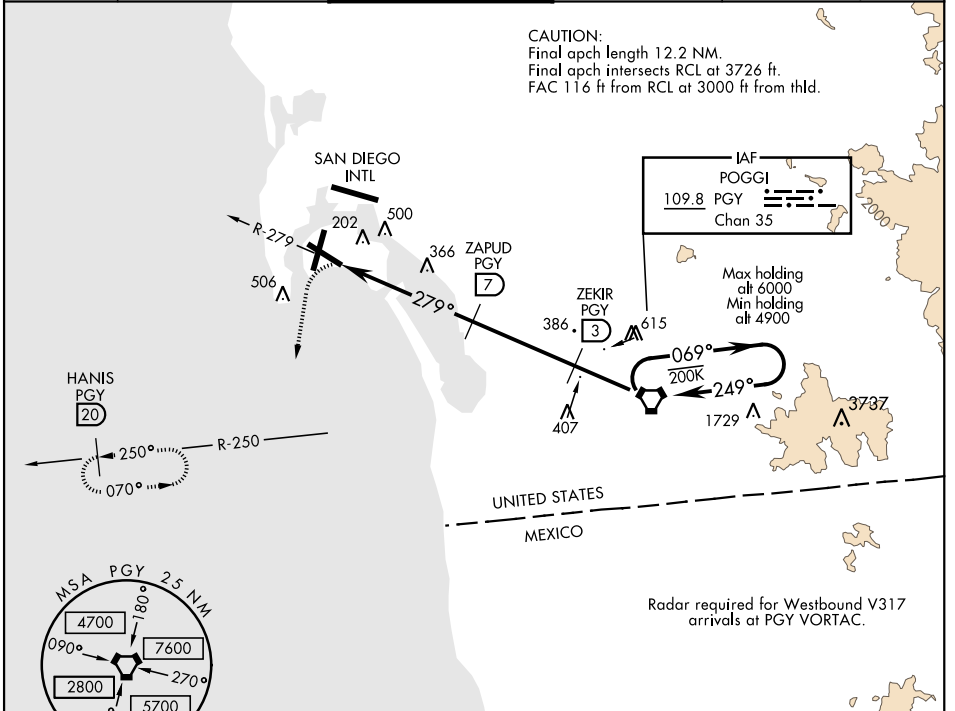 CAUTION:
Final apch length 12.2 NM.
Final apch intersects RCL at 3726 ft.
FAC 116 ft from RCL at 3000 ft from thld.
SAN DIEGO
INTL
IAF
POGGI
109.8 PGY
Chan 35
2000
R-279
202
500
366
506
279°
ZAPUD
PGY
7
ZEKIR
PGY
3
386
615
407
Max holding
alt 6000
Min holding
alt 4900
069°
200K
249°
1729
3737
HANIS
PGY
20
R-250
250°
070°
UNITED STATES
MEXICO
MSA PGY 25 NM
180°
4700
090°
7600
270°
2800
5700
Radar required for Westbound V317
arrivals at PGY VORTAC.